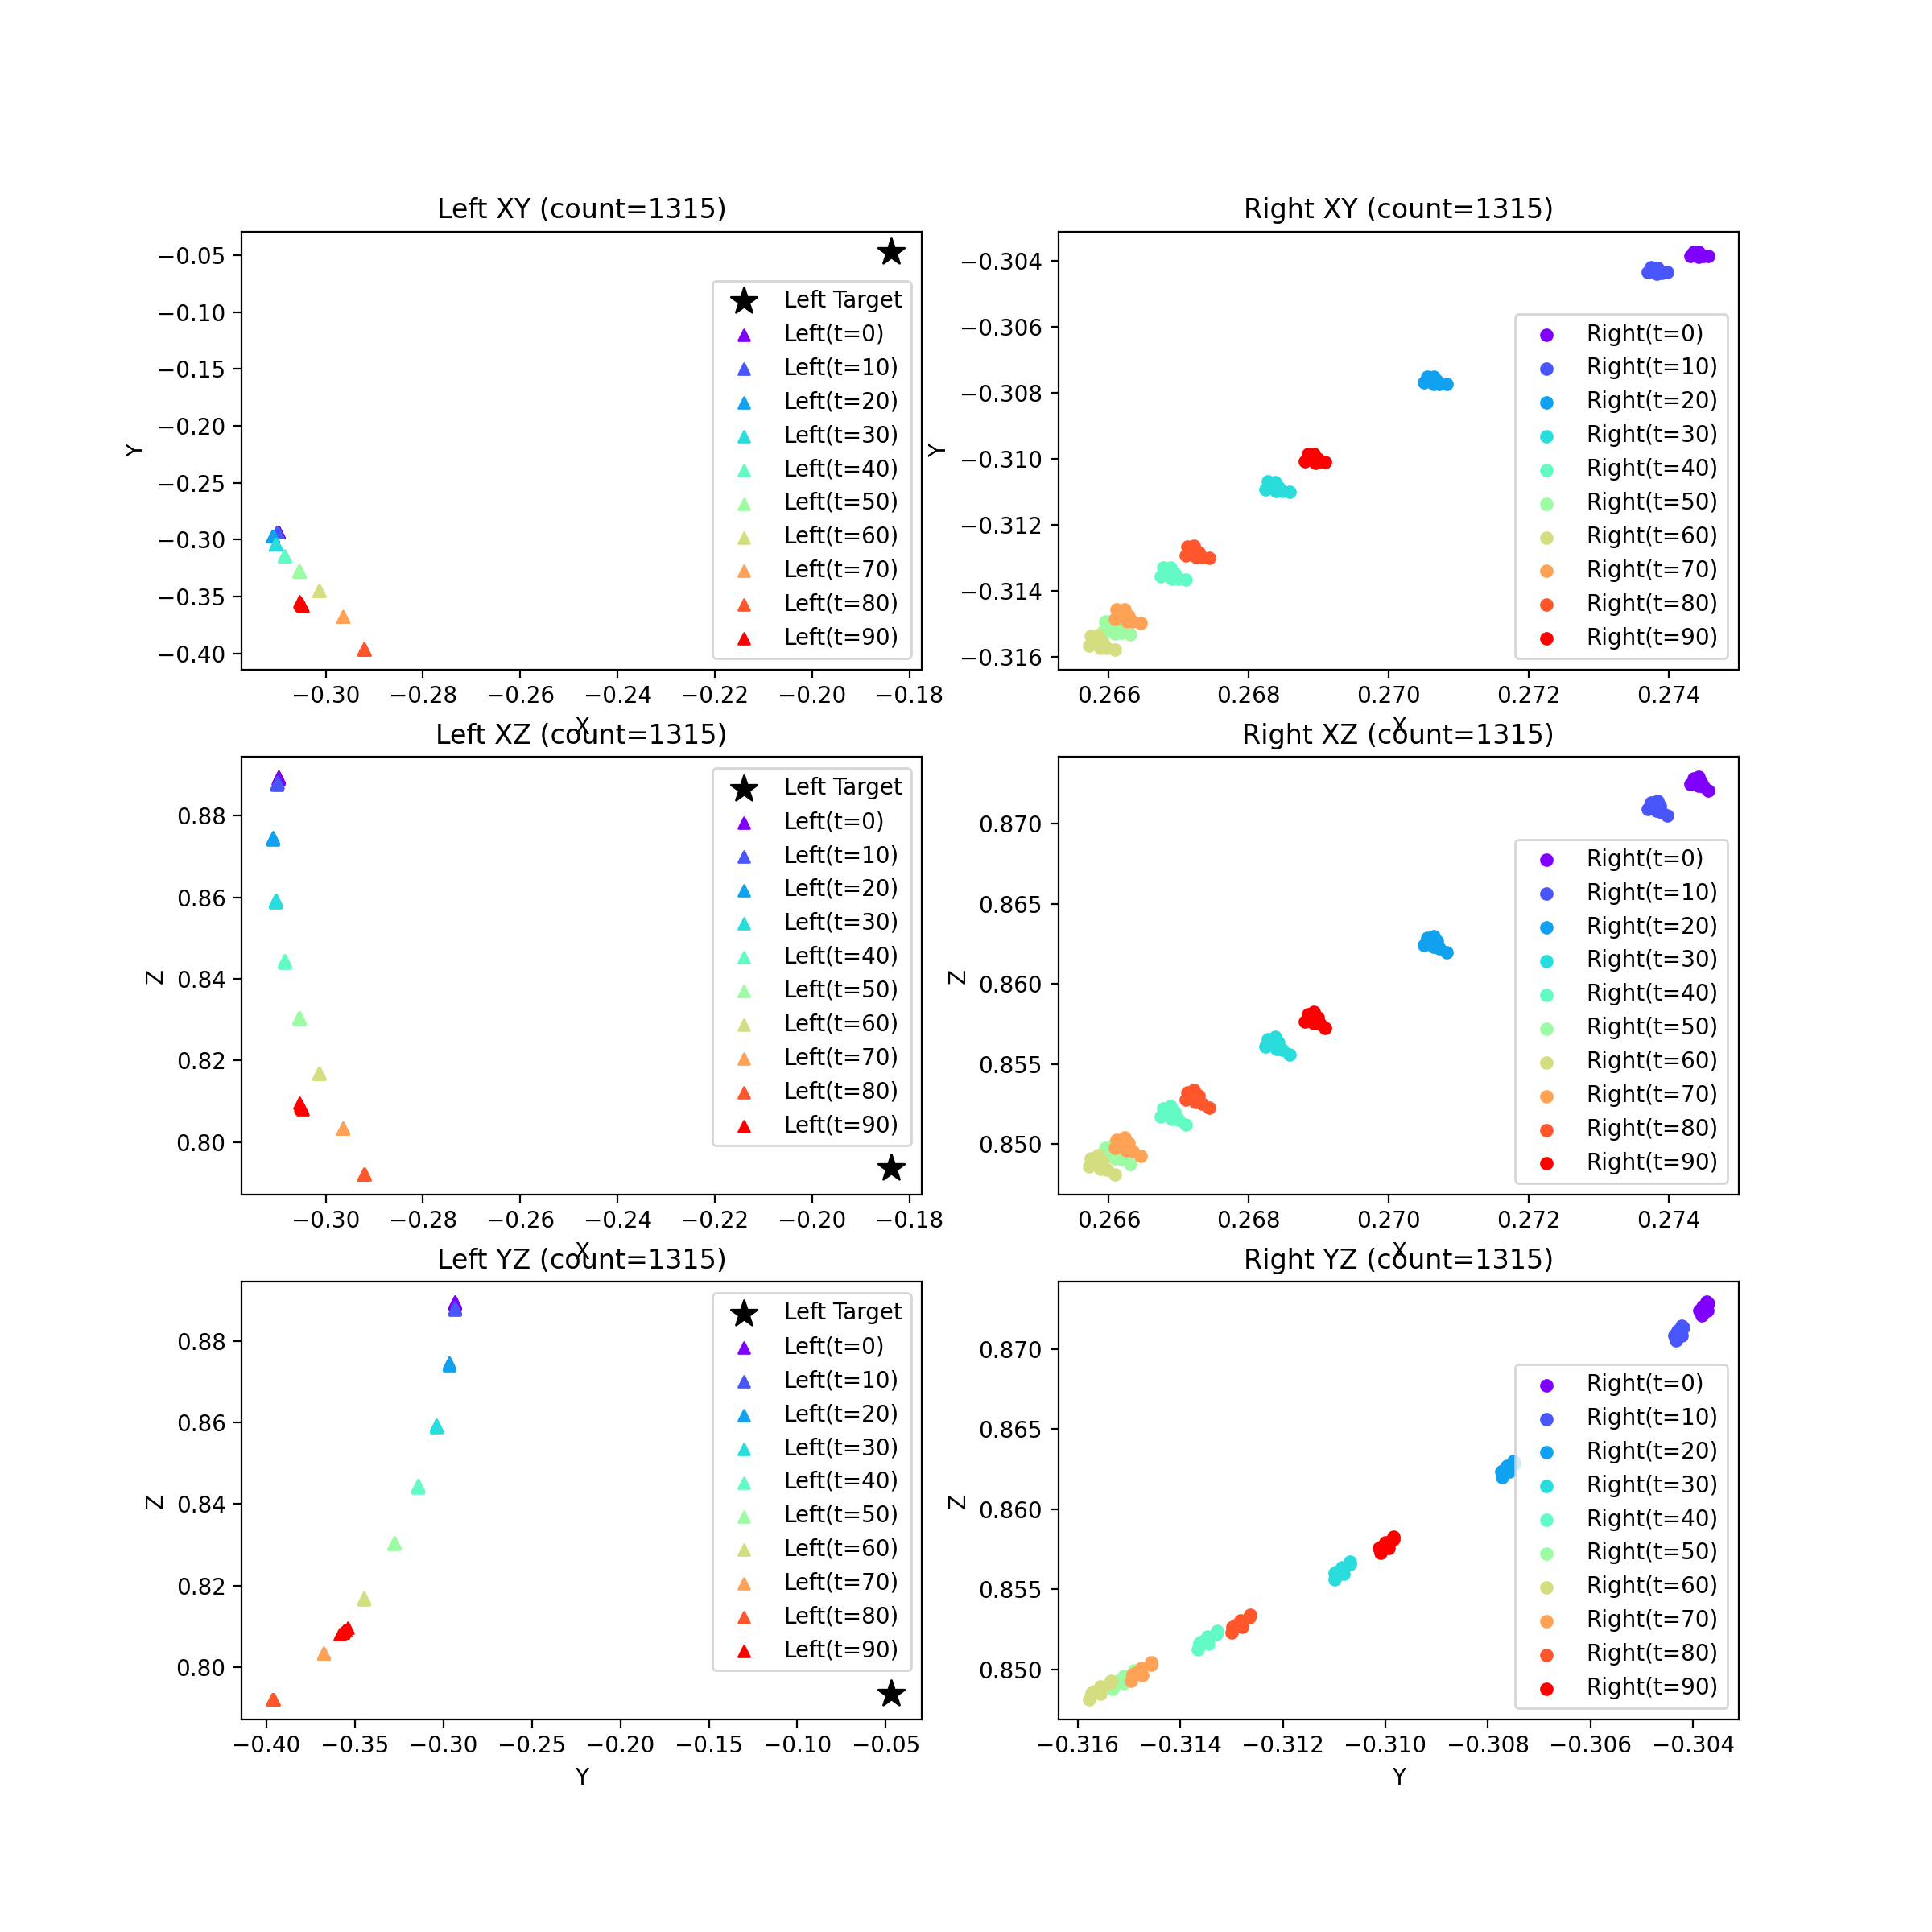 Left XY (count=1315)
Y
−0.05
−0.10
−0.15
−0.20
−0.25
−0.30
−0.35
−0.40
Left Target
Left(t=0)
Left(t=10)
Left(t=20)
Left(t=30)
Left(t=40)
Left(t=50)
Left(t=60)
Left(t=70)
Left(t=80)
Left(t=90)
−0.30 −0.28 −0.26 −0.24 −0.22 −0.20 −0.18
X
Right XY (count=1315)
Y
−0.304
−0.306
−0.308
−0.310
−0.312
−0.314
−0.316
Right(t=0)
Right(t=10)
Right(t=20)
Right(t=30)
Right(t=40)
Right(t=50)
Right(t=60)
Right(t=70)
Right(t=80)
Right(t=90)
0.266 0.268 0.270 0.272 0.274
X
Left XZ (count=1315)
Z
0.88
0.86
0.84
0.82
0.80
Left Target
Left(t=0)
Left(t=10)
Left(t=20)
Left(t=30)
Left(t=40)
Left(t=50)
Left(t=60)
Left(t=70)
Left(t=80)
Left(t=90)
−0.30 −0.28 −0.26 −0.24 −0.22 −0.20 −0.18
X
Right XZ (count=1315)
Z
0.870
0.865
0.860
0.855
0.850
Right(t=0)
Right(t=10)
Right(t=20)
Right(t=30)
Right(t=40)
Right(t=50)
Right(t=60)
Right(t=70)
Right(t=80)
Right(t=90)
0.266 0.268 0.270 0.272 0.274
X
Left YZ (count=1315)
Z
0.88
0.86
0.84
0.82
0.80
Left Target
Left(t=0)
Left(t=10)
Left(t=20)
Left(t=30)
Left(t=40)
Left(t=50)
Left(t=60)
Left(t=70)
Left(t=80)
Left(t=90)
−0.40 −0.35 −0.30 −0.25 −0.20 −0.15 −0.10 −0.05
Y
Right YZ (count=1315)
Z
0.870
0.865
0.860
0.855
0.850
Right(t=0)
Right(t=10)
Right(t=20)
Right(t=30)
Right(t=40)
Right(t=50)
Right(t=60)
Right(t=70)
Right(t=80)
Right(t=90)
−0.316 −0.314 −0.312 −0.310 −0.308 −0.306 −0.304
Y